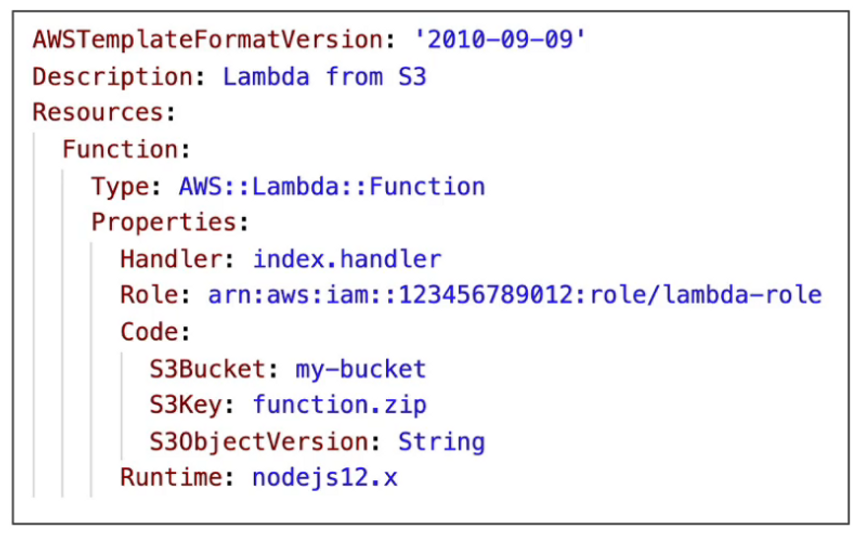 AWSTemplateFormatVersion: '2010-09-09'
Description: Lambda from S3
Resources:
Function:
Type: AWS::Lambda::Function
Properties:
Handler: index.handler
Role: arn:aws:iam::123456789012:role/lambda-role
Code:
S3Bucket: my-bucket
S3Key: function.zip
S3ObjectVersion: String
Runtime: nodejs12.x